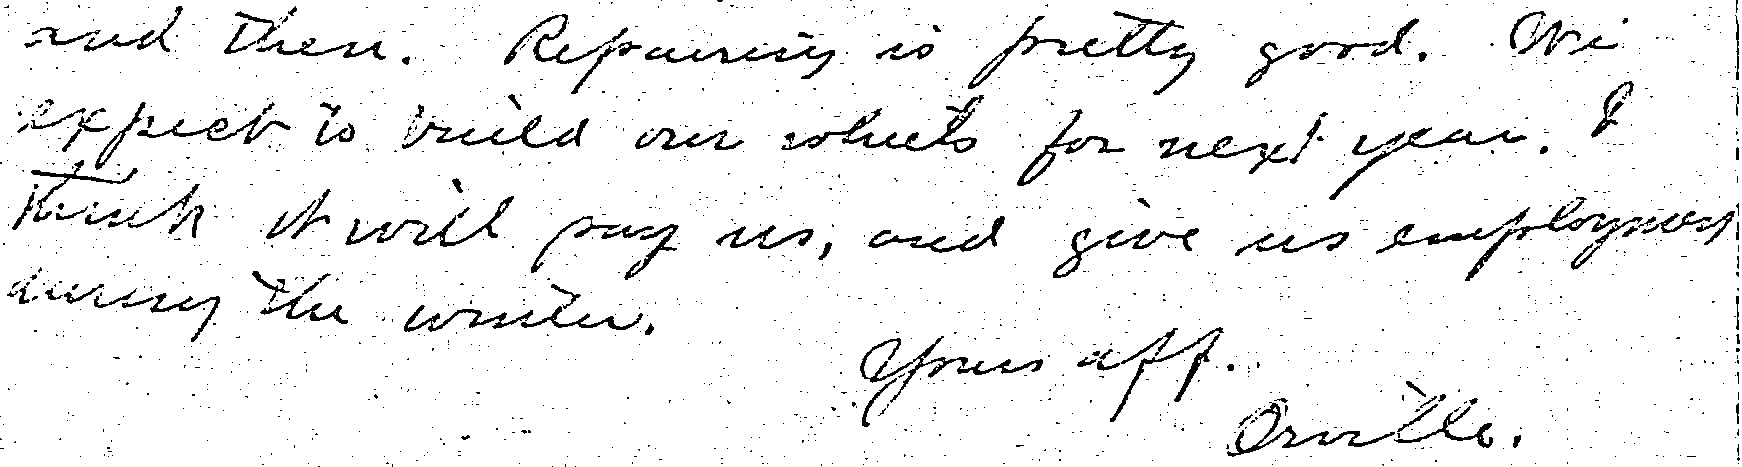 and then. Repairing is pretty good. We
expect to build our wheels for next year. I
think it will pay us, and give us employment
during the winter.
Yours aff.
Orville.